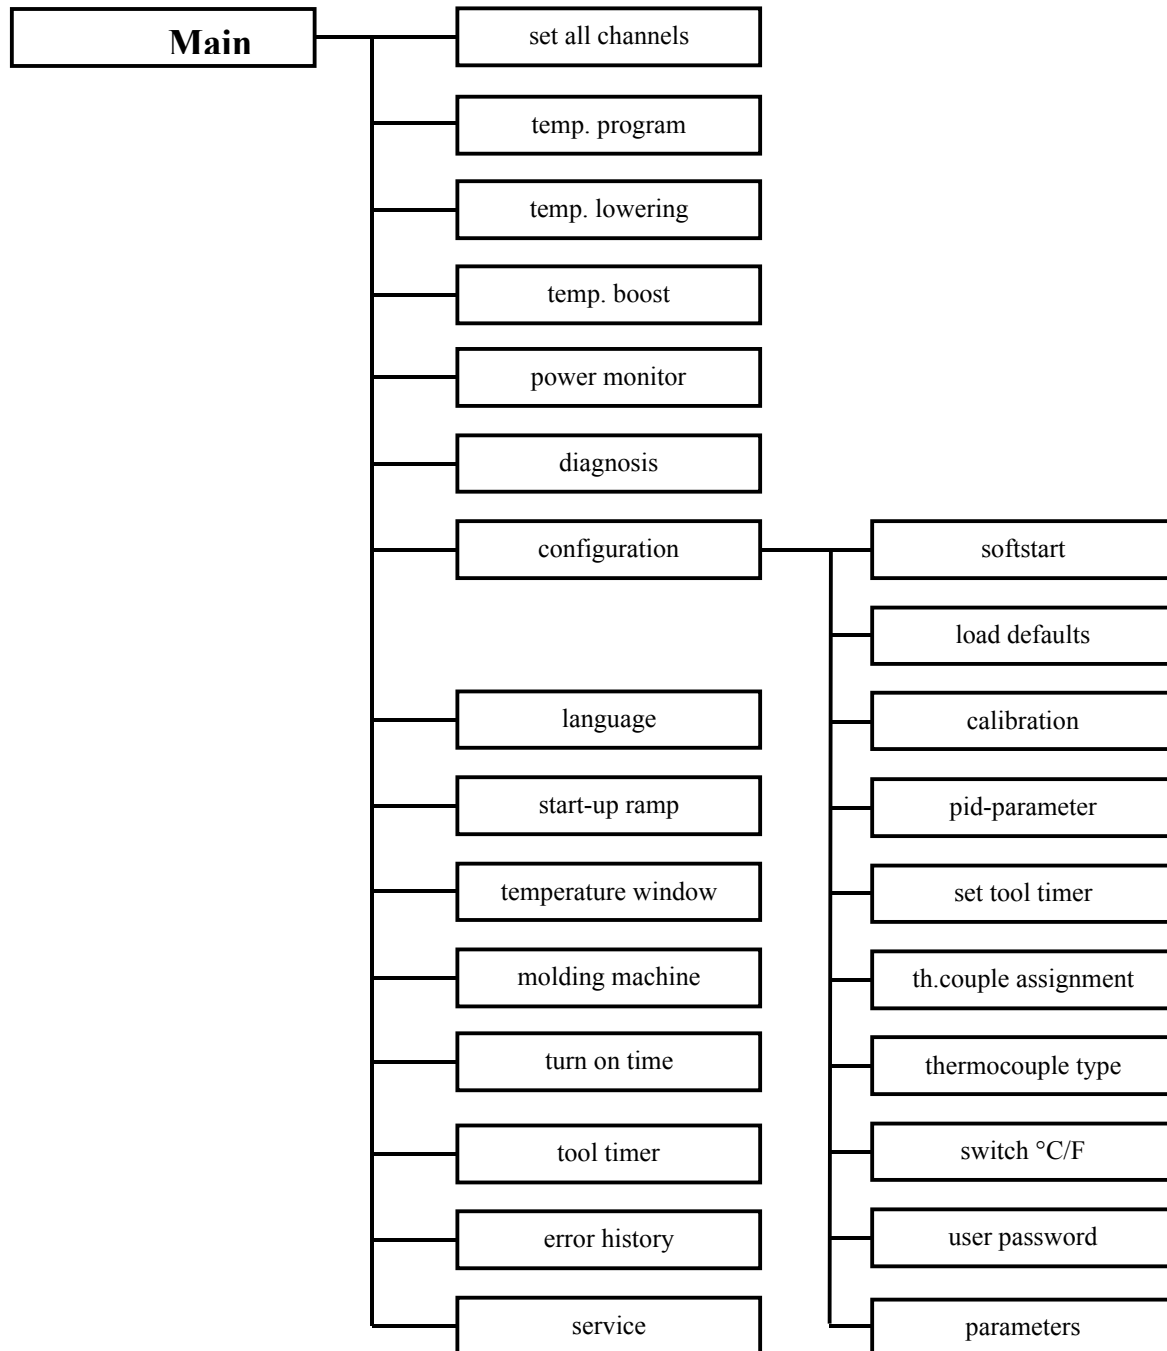 Main
set all channels
temp. program
temp. lowering
temp. boost
power monitor
diagnosis
configuration
softstart
load defaults
calibration
pid-parameter
set tool timer
th.couple assignment
thermocouple type
switch °C/F
user password
parameters
language
start-up ramp
temperature window
molding machine
turn on time
tool timer
error history
service